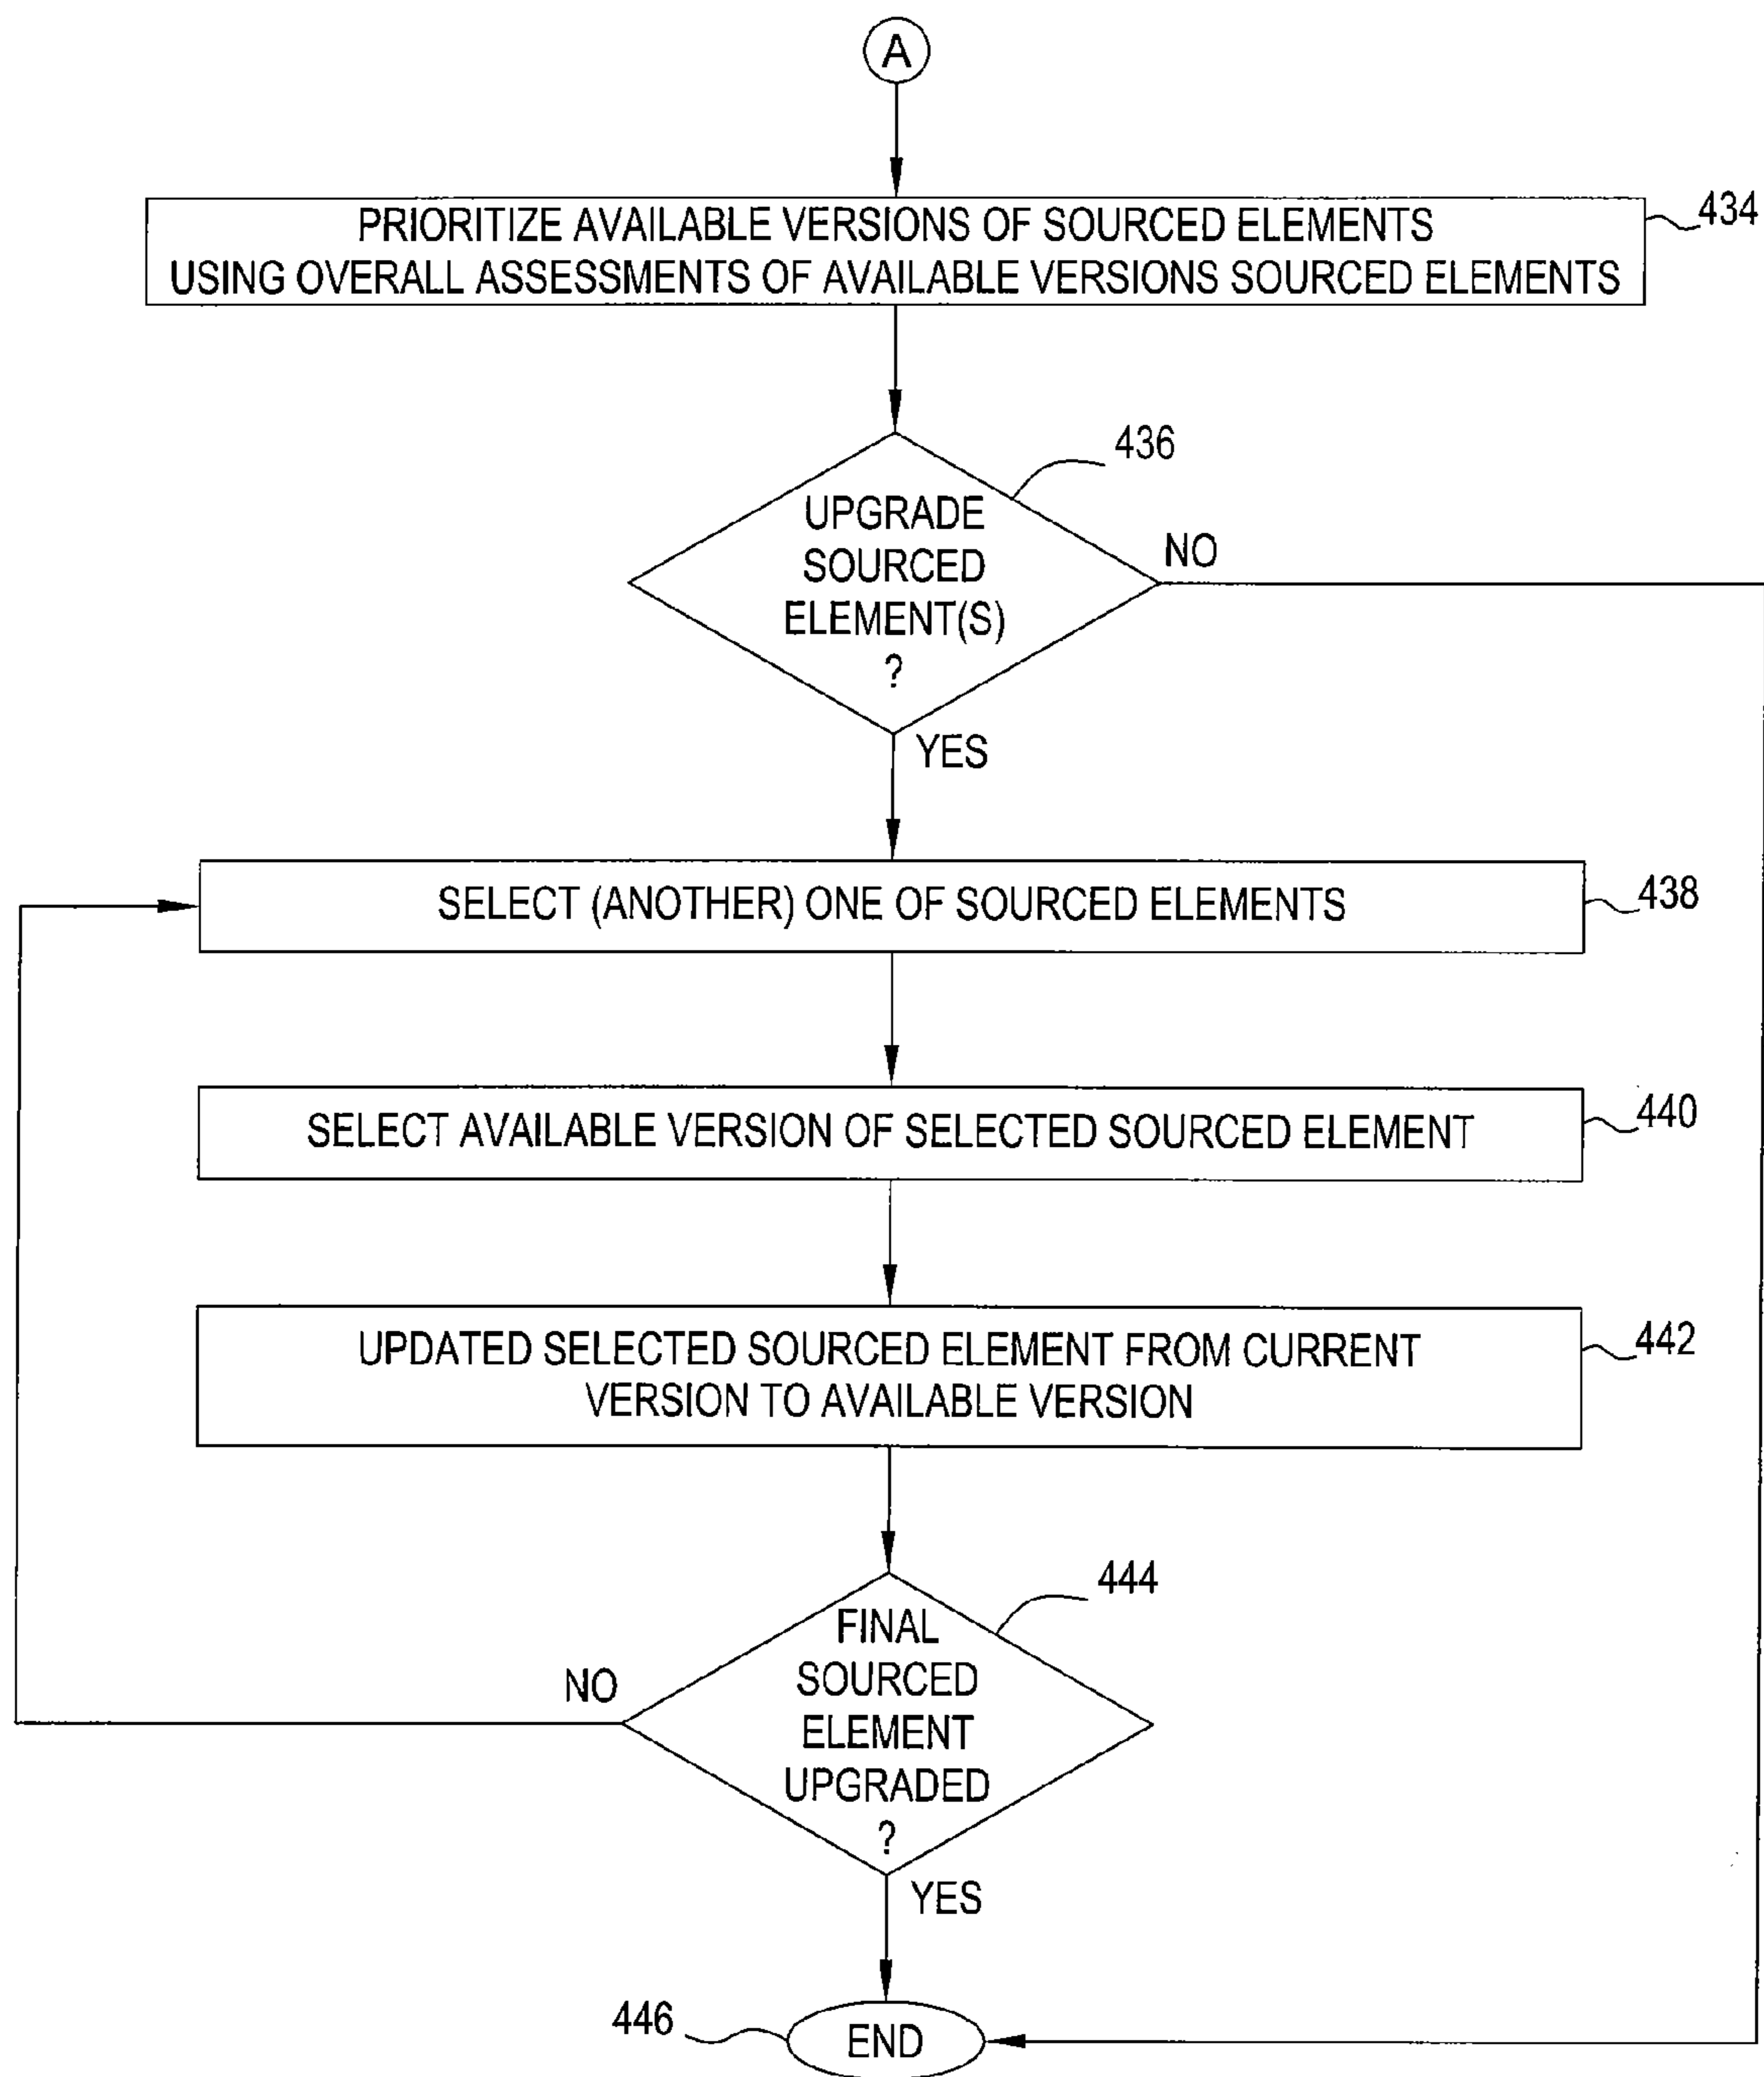 A
PRIORITIZE AVAILABLE VERSIONS OF SOURCED ELEMENTS
USING OVERALL ASSESSMENTS OF AVAILABLE VERSIONS SOURCED ELEMENTS
434
436
UPGRADE
SOURCED
ELEMENT(S)
?
NO
YES
SELECT (ANOTHER) ONE OF SOURCED ELEMENTS
438
SELECT AVAILABLE VERSION OF SELECTED SOURCED ELEMENT
440
UPDATED SELECTED SOURCED ELEMENT FROM CURRENT
VERSION TO AVAILABLE VERSION
442
444
FINAL
SOURCED
ELEMENT
UPGRADED
?
NO
YES
446
END